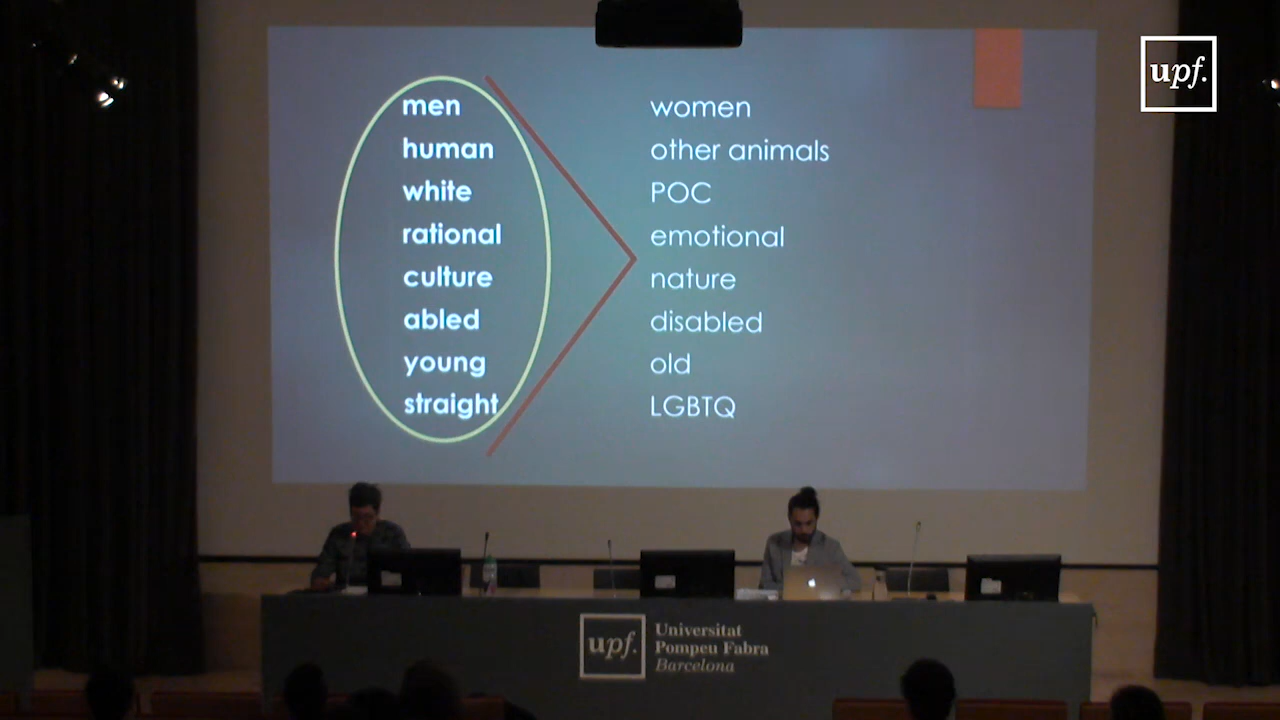 men women
human other animals
white POC
rational emotional
culture nature
abled disabled
young old
straight LGBTQ
upf.
upf.
Universitat
Pompeu Fabra
Barcelona